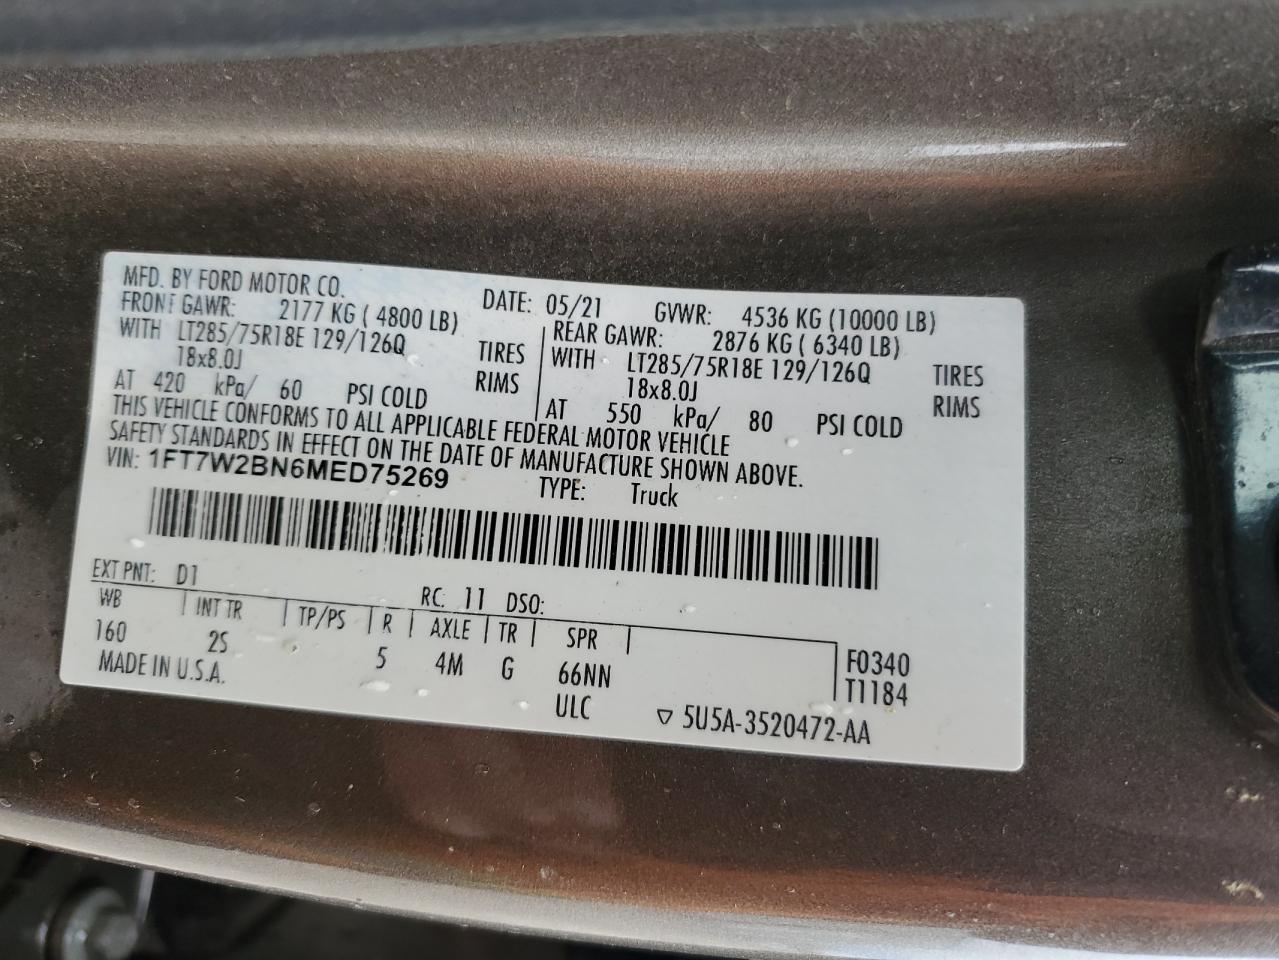 MFD. BY FORD MOTOR CO. DATE: 05/21 GVWR: 4536 KG (10000 LB)
FRONT GAWR: 2177 KG ( 4800 LB) REAR GAWR: 2876 KG ( 6340 LB)
WITH LT285/75R18E 129/126Q TIRES WITH LT285/75R18E 129/126Q TIRES
18x8.0J RIMS 18x8.0J RIMS
AT 420 kPa/ 60 PSI COLD AT 550 kPa/ 80 PSI COLD
THIS VEHICLE CONFORMS TO ALL APPLICABLE FEDERAL MOTOR VEHICLE
SAFETY STANDARDS IN EFFECT ON THE DATE OF MANUFACTURE SHOWN ABOVE.
VIN: 1FT7W2BN6MED75269 TYPE: Truck
EXT PNT: D1 RC: 11 DSO:
WB INT TR TP/PS R AXLE TR SPR
160 2S 5 4M G 66NN F0340
MADE IN U.S.A. ULC T1184
5U5A-3520472-AA